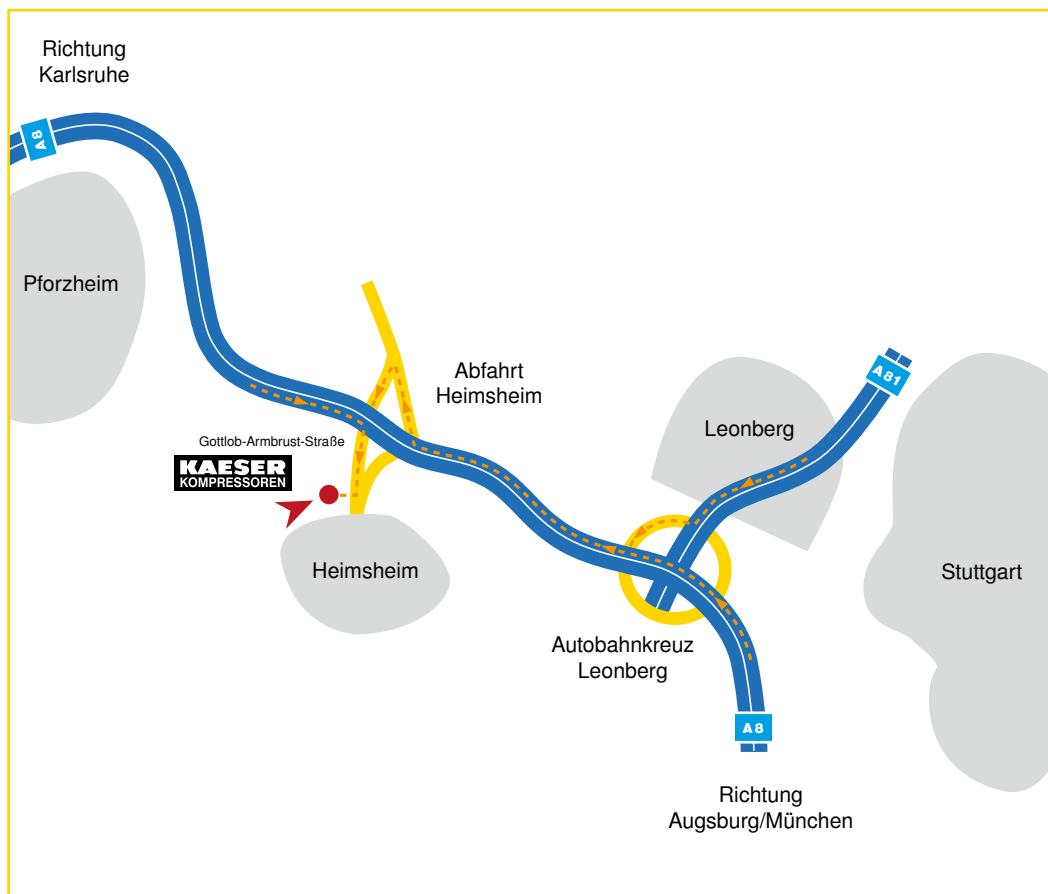 Richtung
Karlsruhe
A8
Pforzheim
Abfahrt
Heimsheim
A81
Leonberg
Gottlob-Armbrust-Straße
KAESER
KOMPRESSOREN
Heimsheim
Stuttgart
Autobahnkreuz
Leonberg
A8
Richtung
Augsburg/München